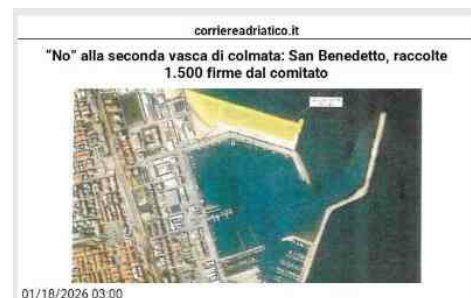 corriereadriatico.it
“No” alla seconda vasca di colmata: San Benedetto, raccolte
1.500 firme dal comitato
01/18/2026 03:00